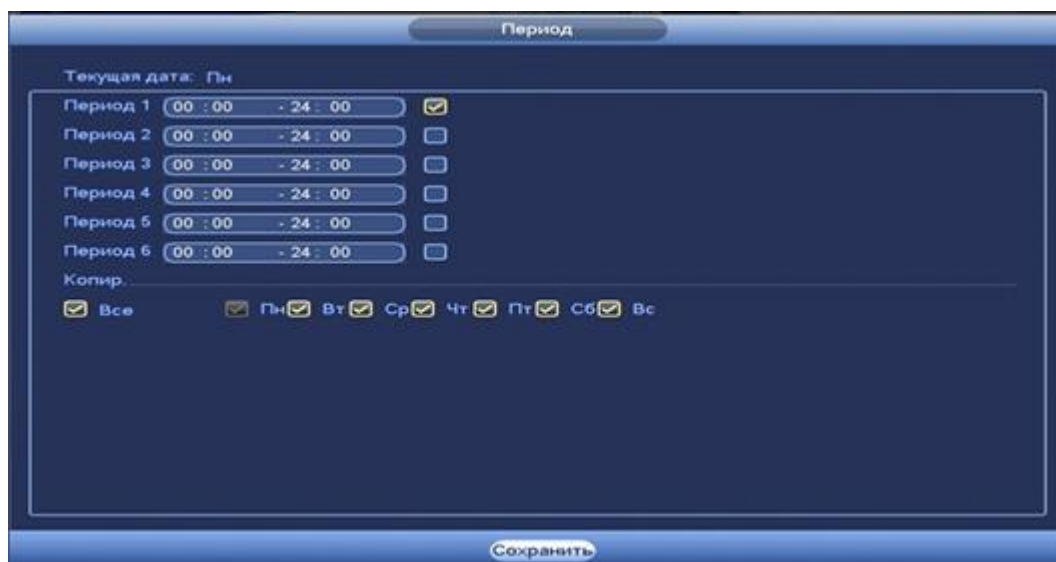 Период
Текущая дата: Пн
Период 1 00 : 00 - 24 : 00
Период 2 00 : 00 - 24 : 00
Период 3 00 : 00 - 24 : 00
Период 4 00 : 00 - 24 : 00
Период 5 00 : 00 - 24 : 00
Период 6 00 : 00 - 24 : 00
Копир.
Все Пн Вт Ср Чт Пт Сб Вс
Сохранить